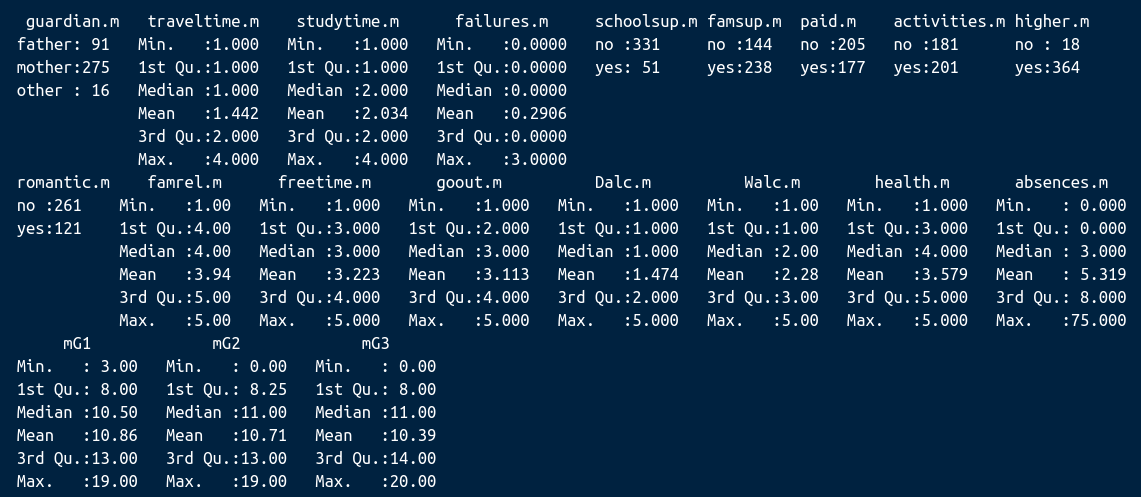 guardian.m   traveltime.m    studytime.m      failures.m     schoolsup.m famsup.m  paid.m    activities.m higher.m
father: 91   Min.   :1.000   Min.   :1.000   Min.   :0.0000   no :331     no :144   no :205   no :181      no : 18
mother:275   1st Qu.:1.000   1st Qu.:1.000   1st Qu.:0.0000   yes: 51     yes:238   yes:177   yes:201      yes:364
other : 16   Median :1.000   Median :2.000   Median :0.0000
Mean   :1.442   Mean   :2.034   Mean   :0.2906
3rd Qu.:2.000   3rd Qu.:2.000   3rd Qu.:0.0000
Max.   :4.000   Max.   :4.000   Max.   :3.0000
romantic.m    famrel.m      freetime.m       goout.m          Dalc.m          Walc.m        health.m       absences.m
no :261    Min.   :1.00   Min.   :1.000   Min.   :1.000   Min.   :1.000   Min.   :1.00   Min.   :1.000   Min.   : 0.000
yes:121    1st Qu.:4.00   1st Qu.:3.000   1st Qu.:2.000   1st Qu.:1.000   1st Qu.:1.00   1st Qu.:3.000   1st Qu.: 0.000
Median :4.00   Median :3.000   Median :3.000   Median :1.000   Median :2.00   Median :4.000   Median : 3.000
Mean   :3.94   Mean   :3.223   Mean   :3.113   Mean   :1.474   Mean   :2.28   Mean   :3.579   Mean   : 5.319
3rd Qu.:5.00   3rd Qu.:4.000   3rd Qu.:4.000   3rd Qu.:2.000   3rd Qu.:3.00   3rd Qu.:5.000   3rd Qu.: 8.000
Max.   :5.00   Max.   :5.000   Max.   :5.000   Max.   :5.000   Max.   :5.00   Max.   :5.000   Max.   :75.000
mG1             mG2             mG3
Min.   : 3.00   Min.   : 0.00   Min.   : 0.00
1st Qu.: 8.00   1st Qu.: 8.25   1st Qu.: 8.00
Median :10.50   Median :11.00   Median :11.00
Mean   :10.86   Mean   :10.71   Mean   :10.39
3rd Qu.:13.00   3rd Qu.:13.00   3rd Qu.:14.00
Max.   :19.00   Max.   :19.00   Max.   :20.00